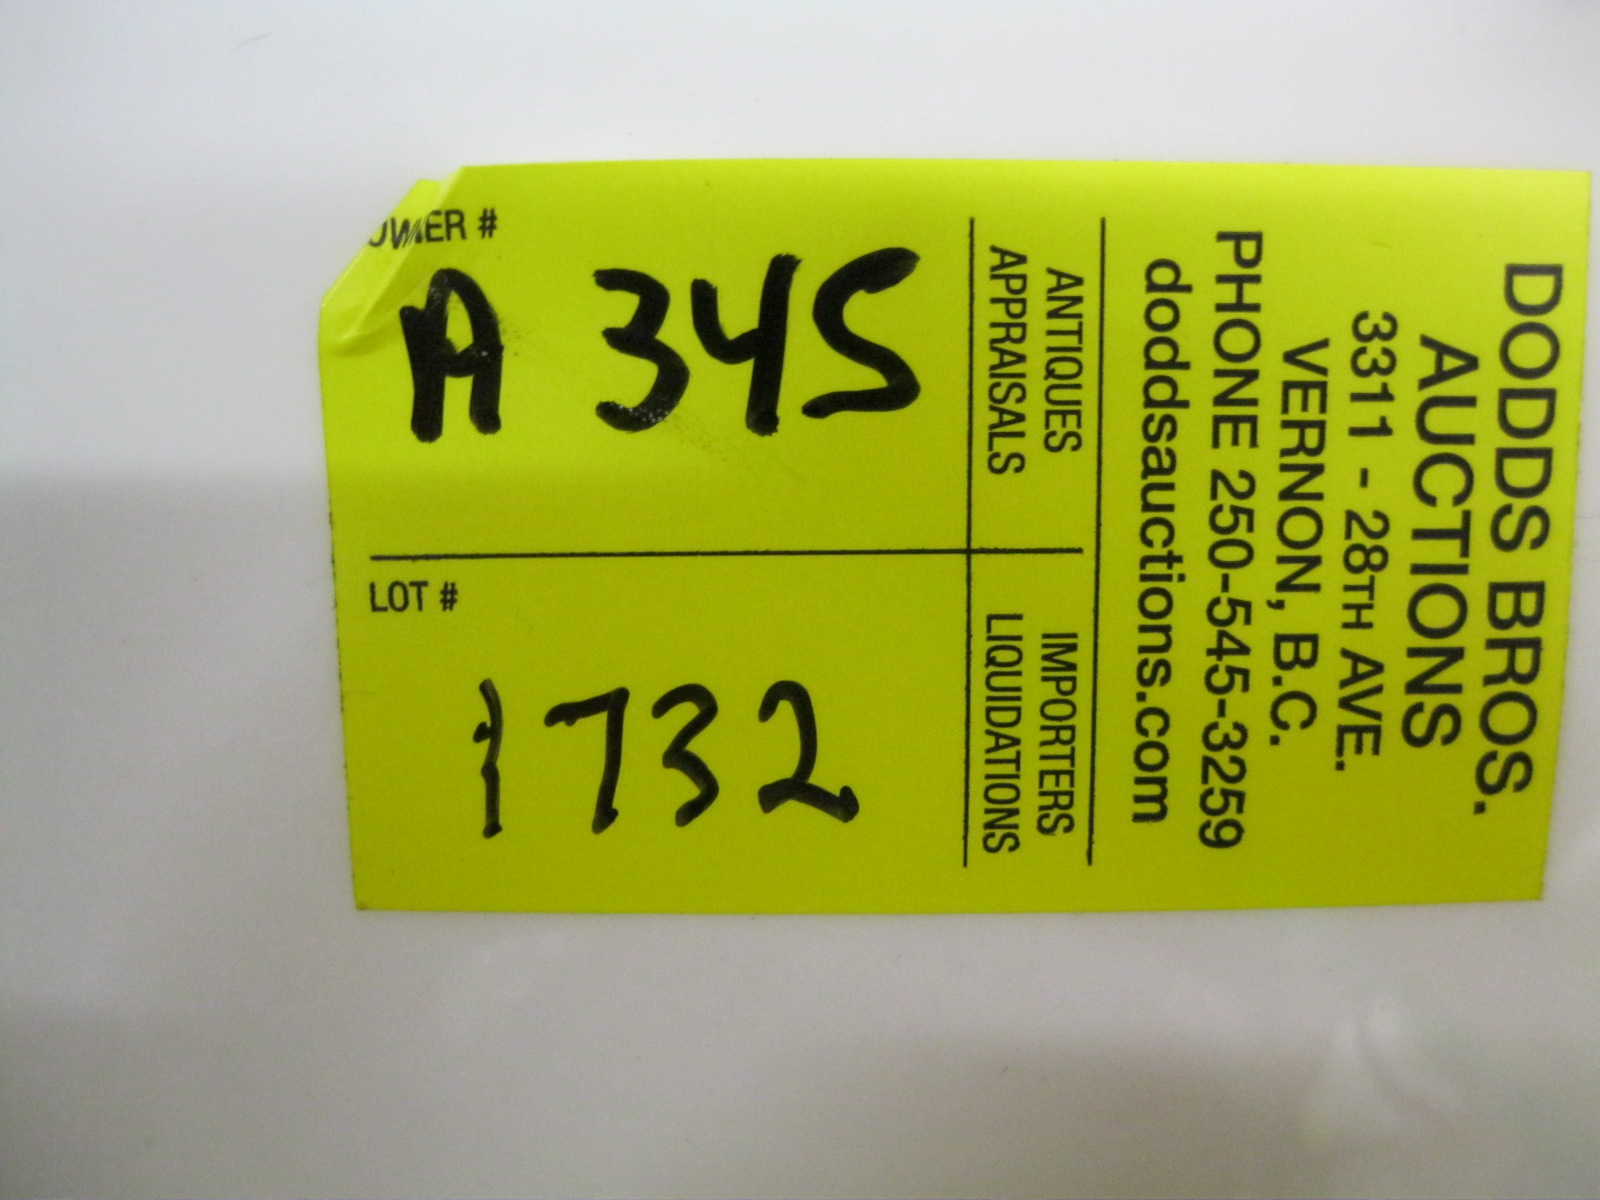 DODDS BROS.
AUCTIONS
3311 - 28TH AVE.
VERNON, B.C.
PHONE 250-545-3259
doddsauctions.com
ANTIQUES
APPRAISALS
IMPORTERS
LIQUIDATIONS
OWNER #
A 345
LOT #
1732